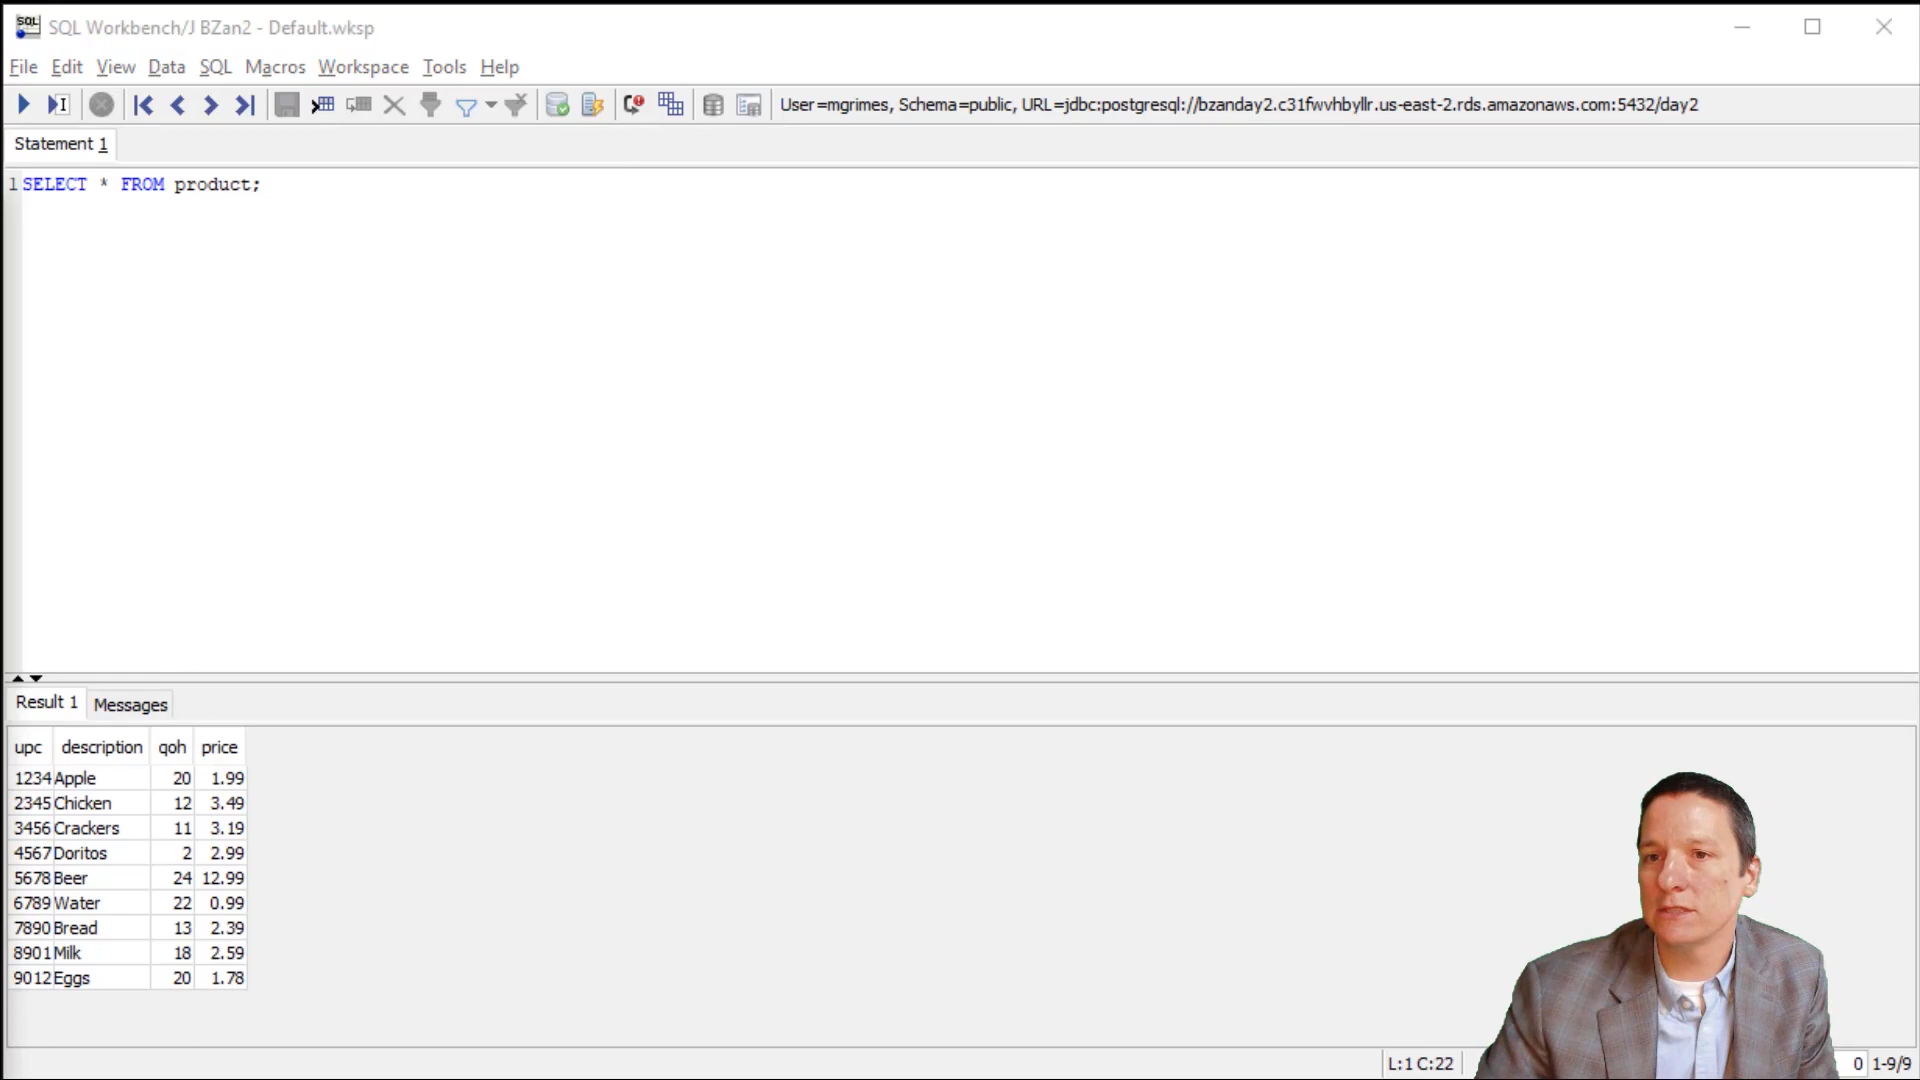 SQL
SQL Workbench/J BZan2 - Default.wksp
File Edit View Data SQL Macros Workspace Tools Help
User=mgrimes, Schema=public, URL=jdbc:postgresql://bzanday2.c31fwvhbyllr.us-east-2.rds.amazonaws.com:5432/day2
Statement 1
1 SELECT * FROM product;
Result 1 Messages
upc description qoh price
1234 Apple 20 1.99
2345 Chicken 12 3.49
3456 Crackers 11 3.19
4567 Doritos 2 2.99
5678 Beer 24 12.99
6789 Water 22 0.99
7890 Bread 13 2.39
8901 Milk 18 2.59
9012 Eggs 20 1.78
L:1 C:22 0 1-9/9